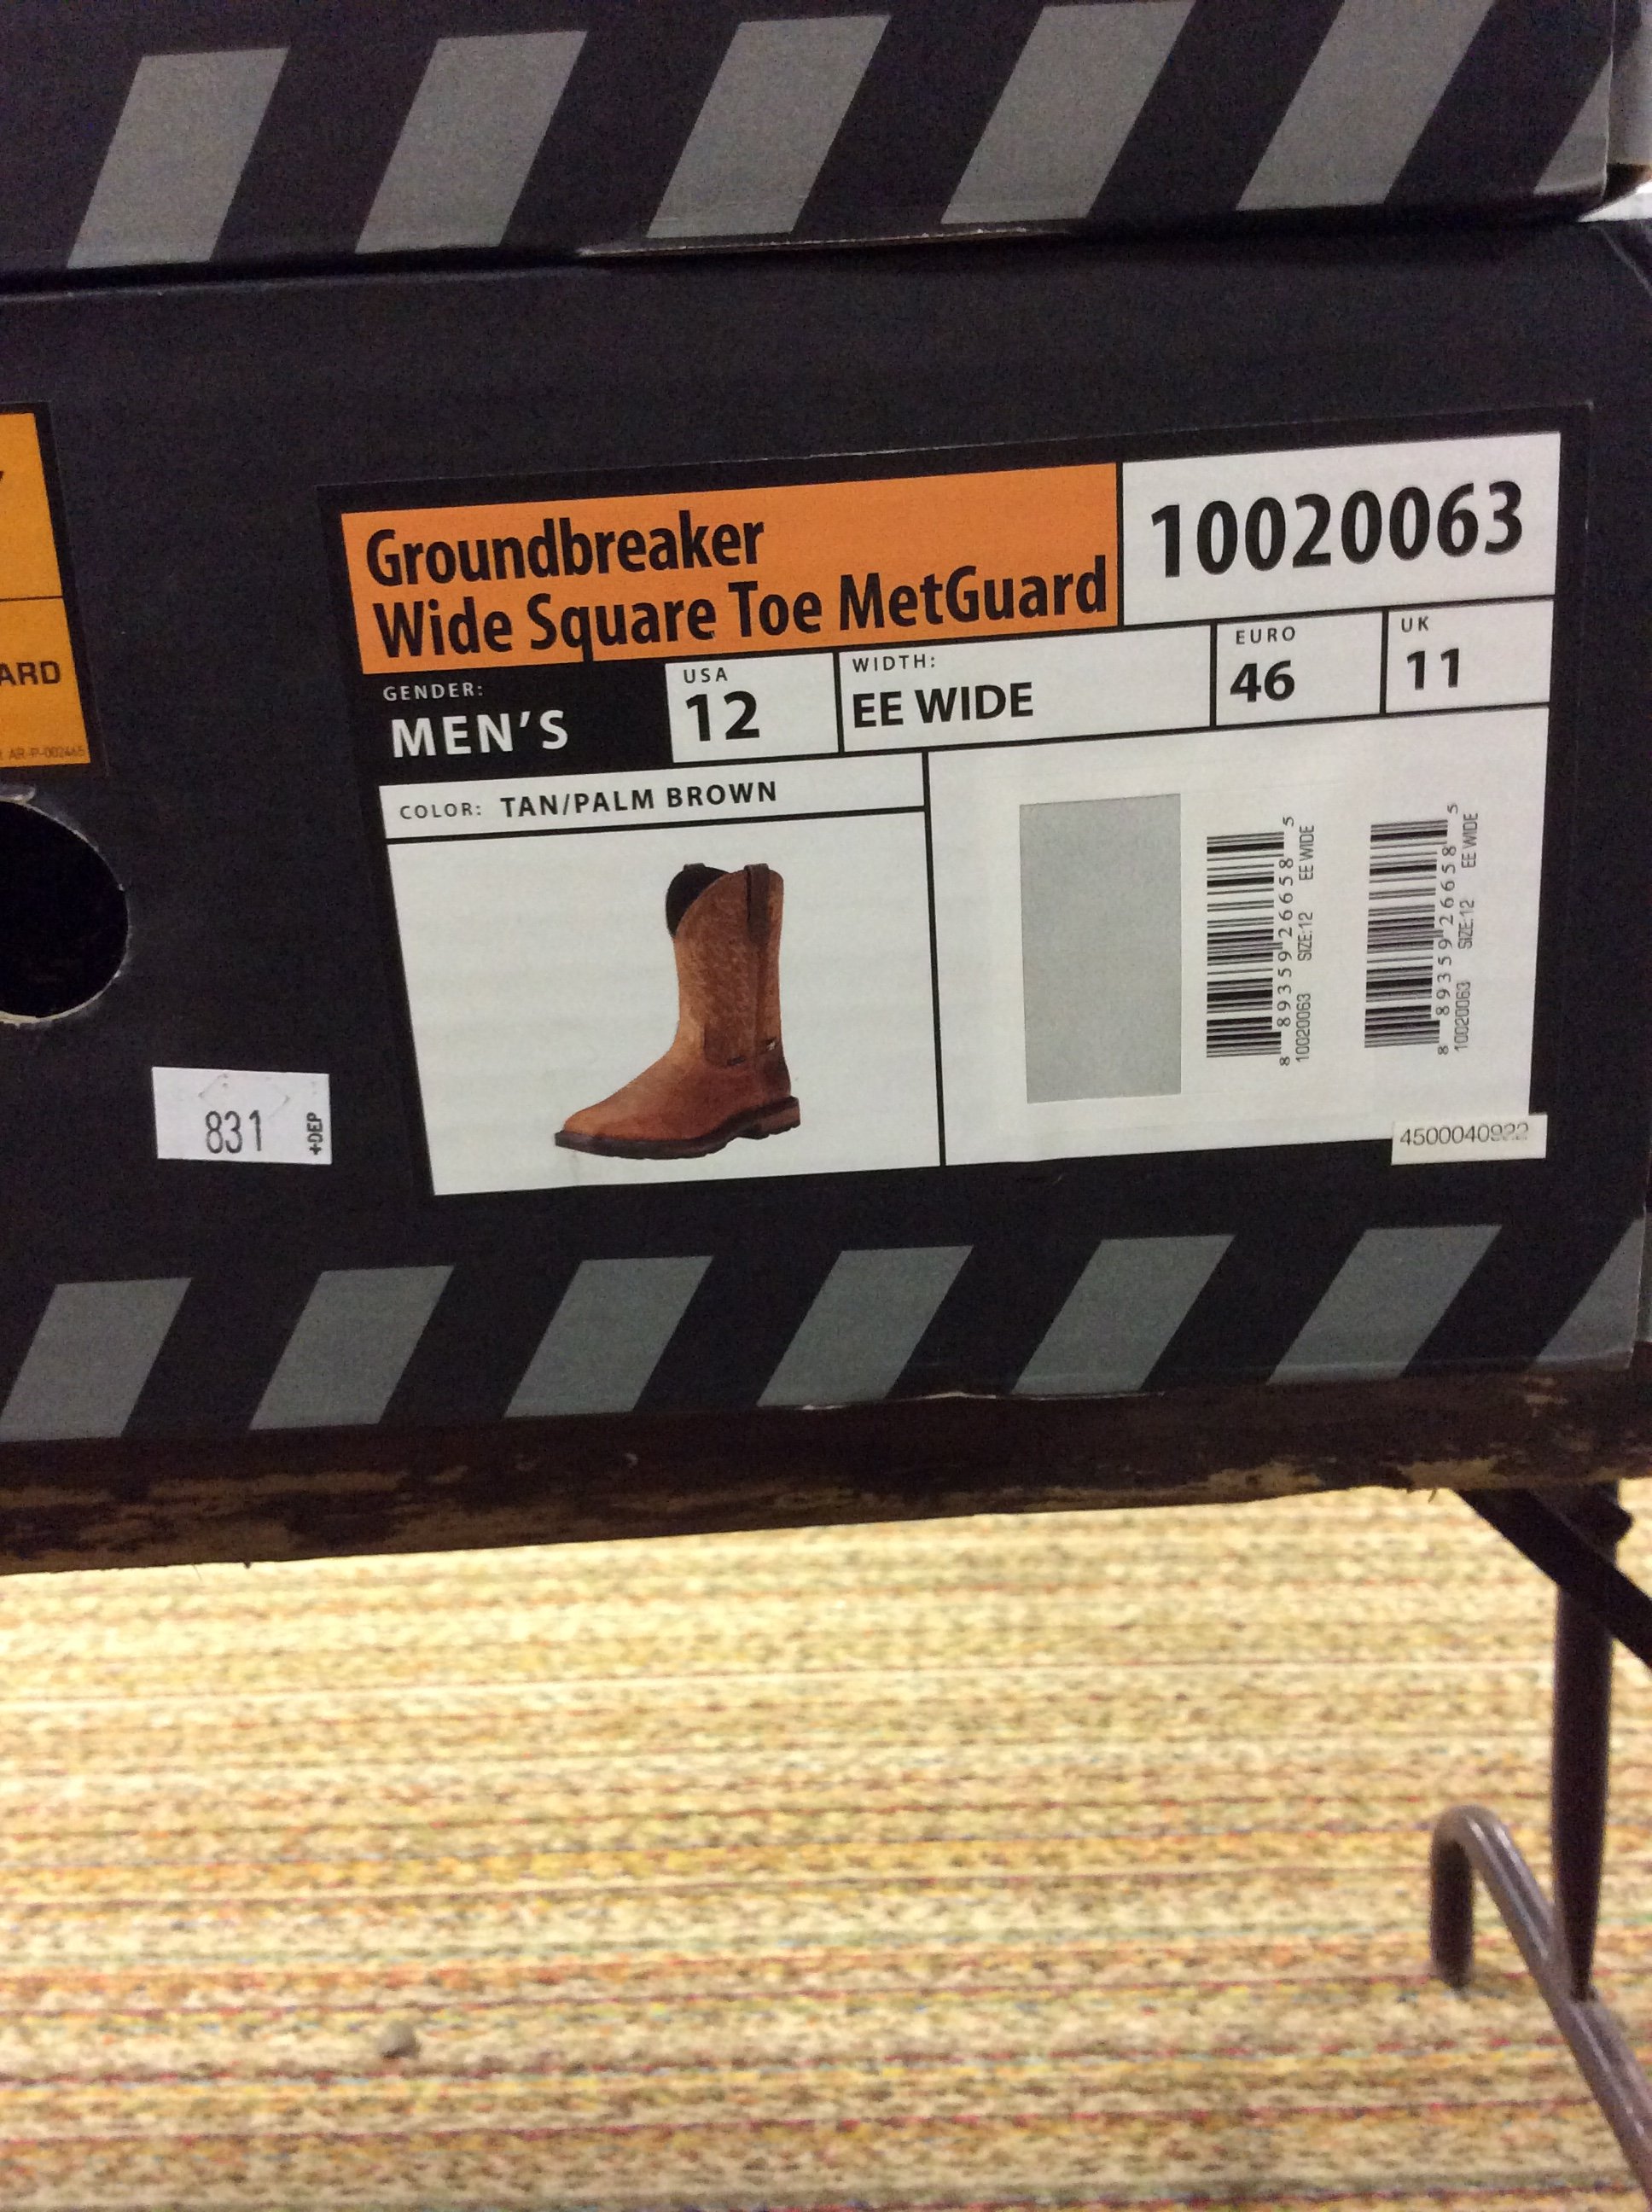 ARD
AR-P-002465
Groundbreaker
Wide Square Toe MetGuard
10020063
GENDER:
MEN'S
USA
12
WIDTH:
EE WIDE
EURO
46
UK
11
COLOR: TAN/PALM BROWN
8 89359 26658 5
10020063 SIZE:12 EE WIDE
8 89359 26658 5
10020063 SIZE:12 EE WIDE
831
+DEP
4500040922